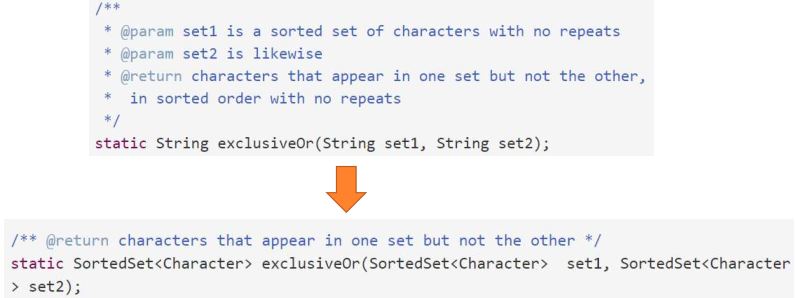 /**
 * @param set1 is a sorted set of characters with no repeats
 * @param set2 is likewise
 * @return characters that appear in one set but not the other,
 *  in sorted order with no repeats
 */
static String exclusiveOr(String set1, String set2);
/** @return characters that appear in one set but not the other */
static SortedSet<Character> exclusiveOr(SortedSet<Character>  set1, SortedSet<Character
> set2);